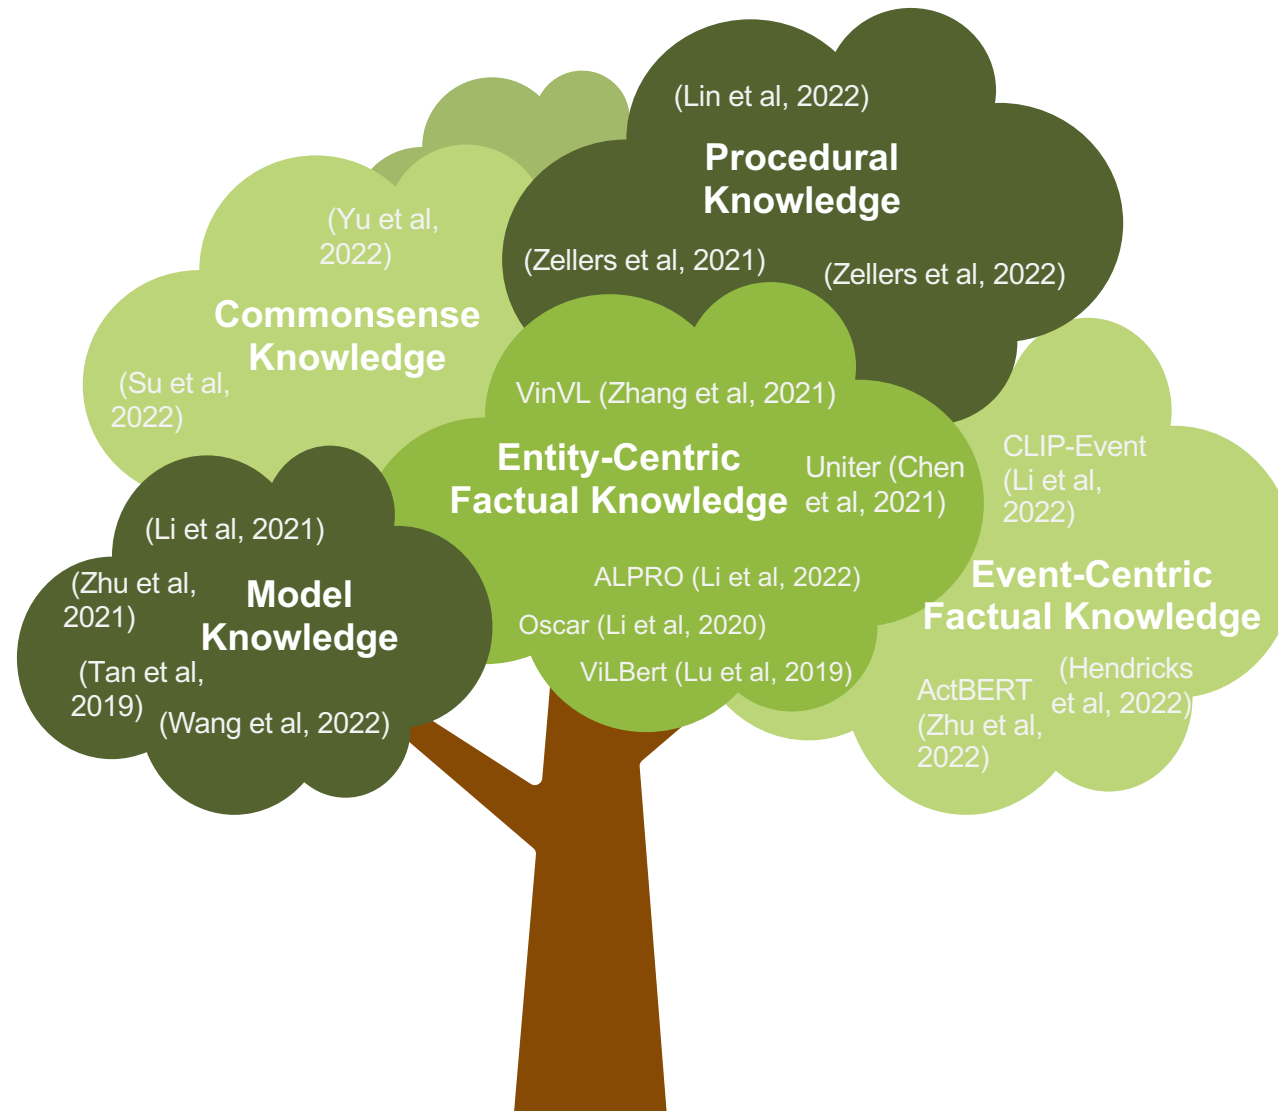 (Lin et al, 2022)
Procedural
Knowledge
(Zellers et al, 2021)
(Zellers et al, 2022)
(Yu et al,
2022)
Commonsense
Knowledge
(Su et al,
2022)
VinVL (Zhang et al, 2021)
Entity-Centric
Factual Knowledge
Uniter (Chen
et al, 2021)
ALPRO (Li et al, 2022)
Oscar (Li et al, 2020)
ViLBert (Lu et al, 2019)
CLIP-Event
(Li et al,
2022)
Event-Centric
Factual Knowledge
(Hendricks
et al, 2022)
ActBERT
(Zhu et al,
2022)
(Li et al, 2021)
(Zhu et al,
2021)
Model
Knowledge
(Tan et al,
2019)
(Wang et al, 2022)